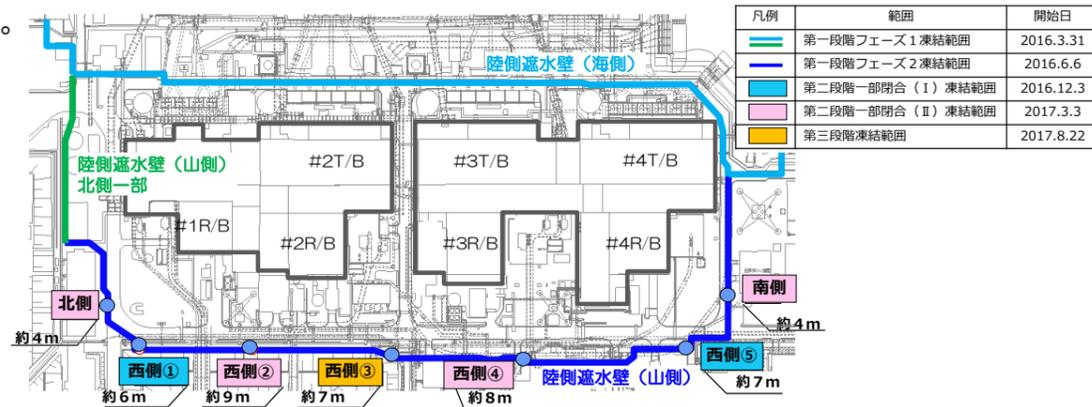 。
凡例 範囲 開始日
第一段階フェーズ１凍結範囲 2016.3.31
第一段階フェーズ２凍結範囲 2016.6.6
第二段階一部閉合（Ⅰ）凍結範囲 2016.12.3
第二段階一部閉合（Ⅱ）凍結範囲 2017.3.3
第三段階凍結範囲 2017.8.22
陸側遮水壁（海側）
陸側遮水壁（山側）
北側一部
#2T/B
#3T/B
#4T/B
#1R/B
#2R/B
#3R/B
#4R/B
北側
約４m
南側
約４m
西側①
約６m
西側②
約９m
西側③
約７m
西側④
約８m
陸側遮水壁（山側）
西側⑤
約７m